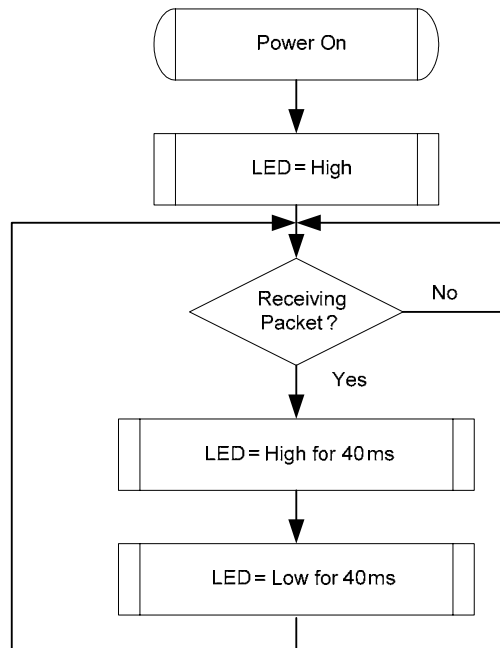 Power On
LED = High
Receiving
Packet ?
No
Yes
LED = High for 40 ms
LED = Low for 40 ms